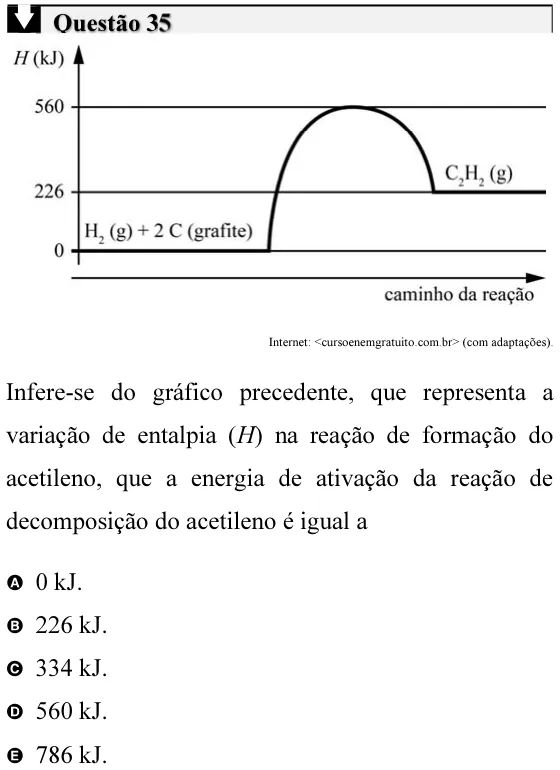 Questão 35
H (kJ)
560
C₂H₂ (g)
226
H₂ (g) + 2 C (grafite)
0
caminho da reação
Internet: <cursoenemgratuito.com.br> (com adaptações).
Infere-se do gráfico precedente, que representa a
variação de entalpia (H) na reação de formação do
acetileno, que a energia de ativação da reação de
decomposição do acetileno é igual a
A 0 kJ.
B 226 kJ.
C 334 kJ.
D 560 kJ.
E 786 kJ.